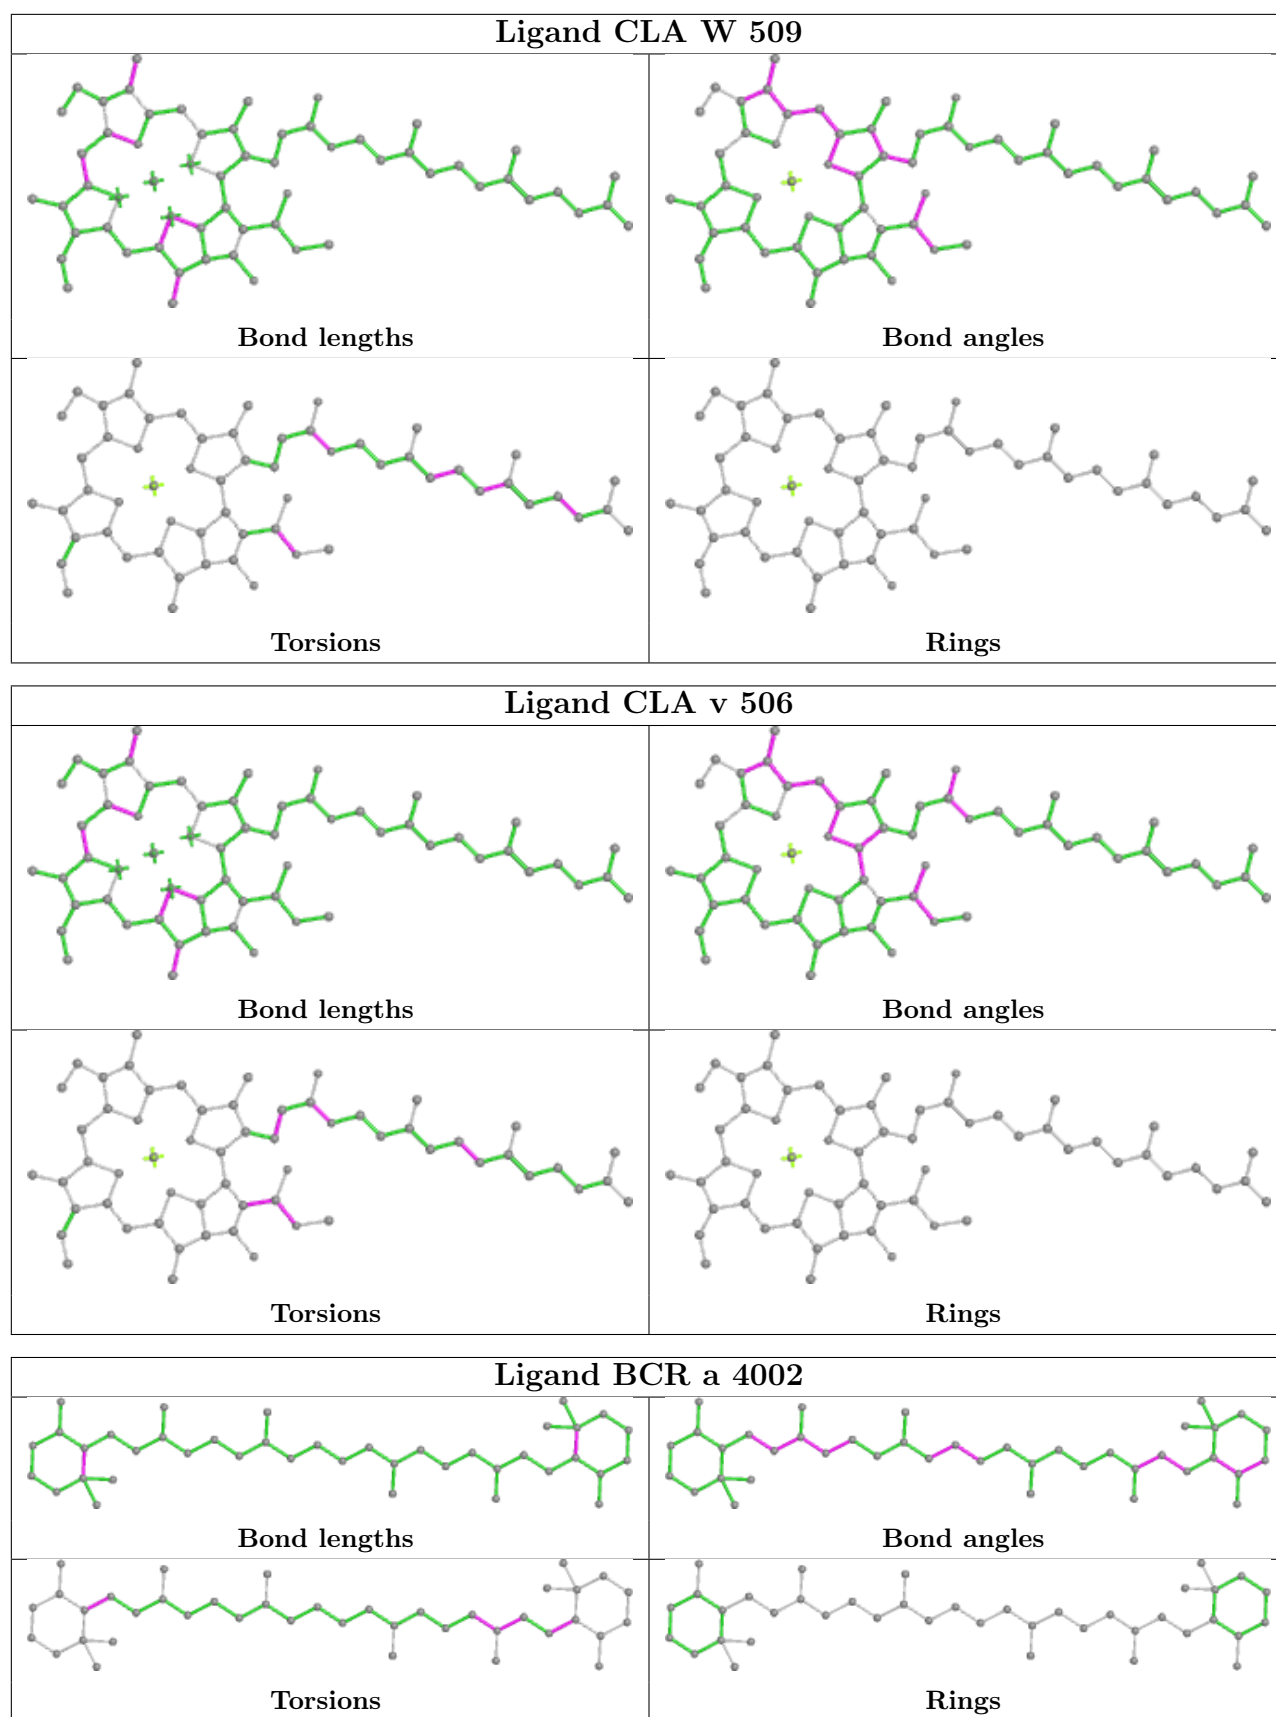 Ligand CLA W 509
Bond lengths
Bond angles
Torsions
Rings
Ligand CLA v 506
Bond lengths
Bond angles
Torsions
Rings
Ligand BCR a 4002
Bond lengths
Bond angles
Torsions
Rings